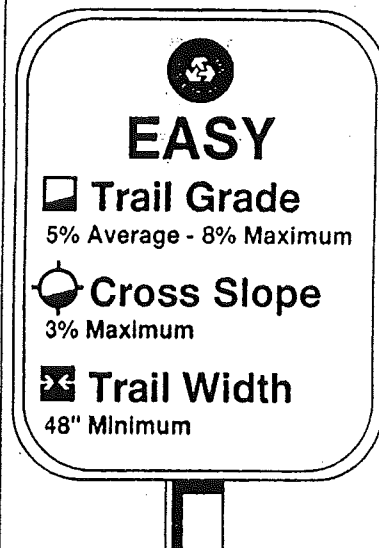 EASY
Trail Grade
5% Average - 8% Maximum
Cross Slope
3% Maximum
Trail Width
48" Minimum